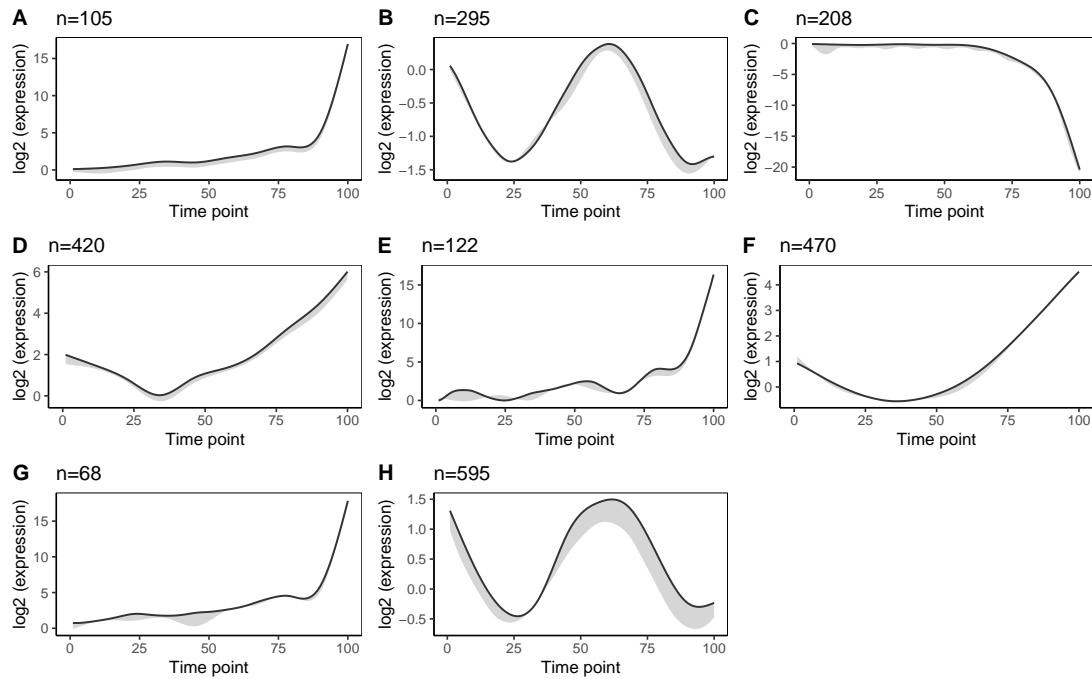 A n=105
B n=295
C n=208
log2 (expression)
15
10
5
0
0 25 50 75 100
Time point
log2 (expression)
0.0
−0.5
−1.0
−1.5
0 25 50 75 100
Time point
log2 (expression)
0
−5
−10
−15
−20
0 25 50 75 100
Time point
D n=420
E n=122
F n=470
log2 (expression)
6
4
2
0
0 25 50 75 100
Time point
log2 (expression)
15
10
5
0
0 25 50 75 100
Time point
log2 (expression)
4
3
2
1
0
0 25 50 75 100
Time point
G n=68
H n=595
log2 (expression)
15
10
5
0
0 25 50 75 100
Time point
log2 (expression)
1.5
1.0
0.5
0.0
−0.5
0 25 50 75 100
Time point